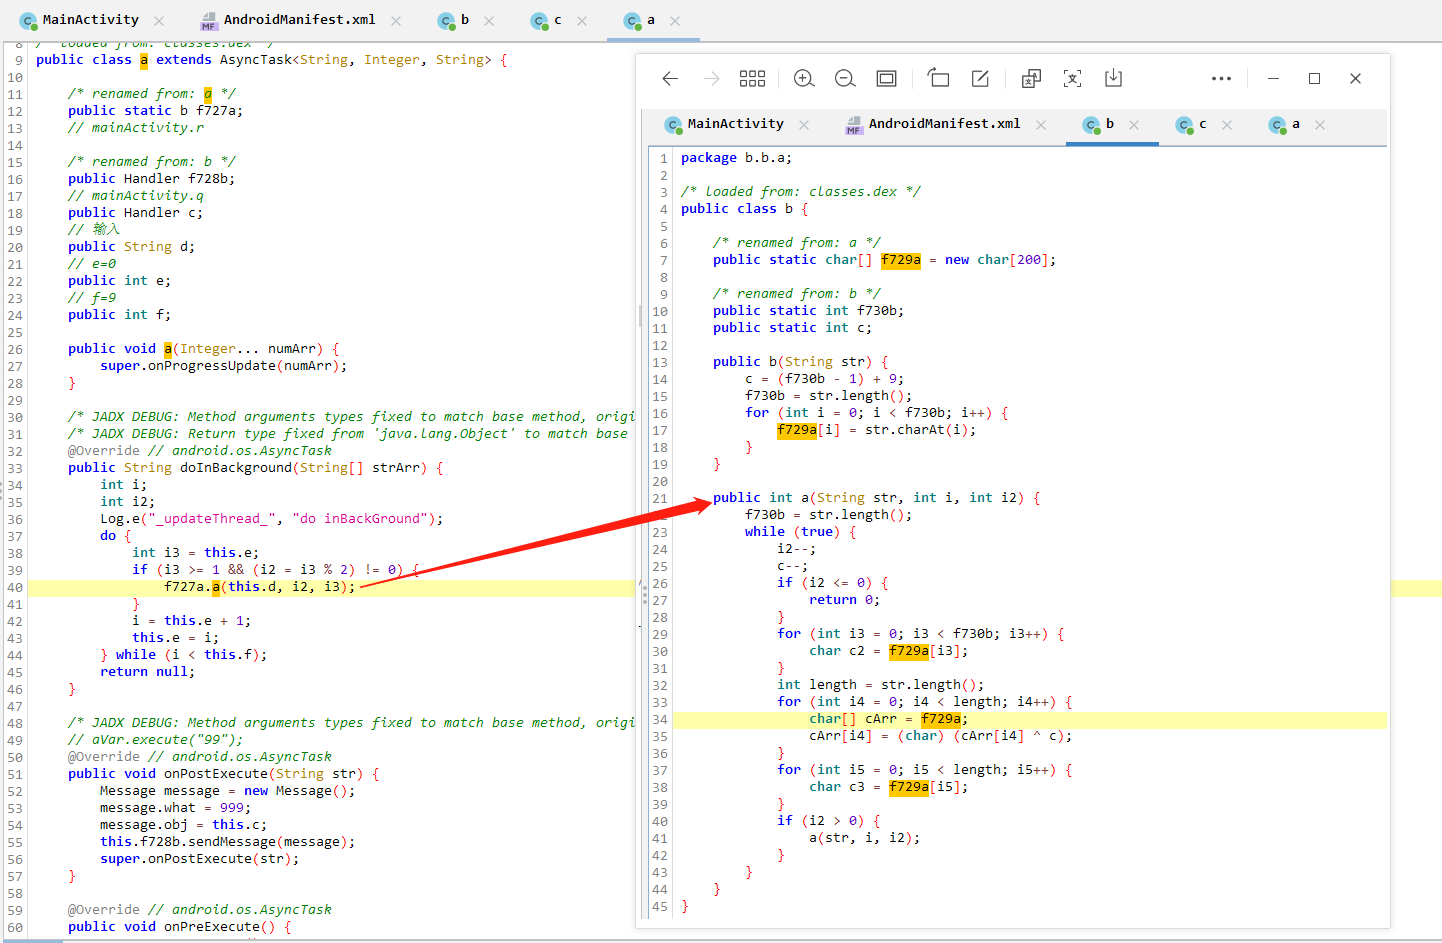 MainActivity
AndroidManifest.xml
b
c
a
8 /* loaded from: classes.dex */
9 public class a extends AsyncTask<String, Integer, String> {
10
11 /* renamed from: a */
12 public static b f727a;
13 // mainActivity.r
14
15 /* renamed from: b */
16 public Handler f728b;
17 // mainActivity.q
18 public Handler c;
19 // 输入
20 public String d;
21 // e=0
22 public int e;
23 // f=9
24 public int f;
25
26 public void a(Integer... numArr) {
27 super.onProgressUpdate(numArr);
28 }
29
30 /* JADX DEBUG: Method arguments types fixed to match base method, origi
31 /* JADX DEBUG: Return type fixed from 'java.lang.Object' to match base
32 @Override // android.os.AsyncTask
33 public String doInBackground(String[] strArr) {
34 int i;
35 int i2;
36 Log.e("_updateThread_", "do inBackGround");
37 do {
38 int i3 = this.e;
39 if (i3 >= 1 && (i2 = i3 % 2) != 0) {
40 f727a.a(this.d, i2, i3);
41 }
42 i = this.e + 1;
43 this.e = i;
44 } while (i < this.f);
45 return null;
46 }
47
48 /* JADX DEBUG: Method arguments types fixed to match base method, origi
49 // aVar.execute("99");
50 @Override // android.os.AsyncTask
51 public void onPostExecute(String str) {
52 Message message = new Message();
53 message.what = 999;
54 message.obj = this.c;
55 this.f728b.sendMessage(message);
56 super.onPostExecute(str);
57 }
58
59 @Override // android.os.AsyncTask
60 public void onPreExecute() {
MainActivity
AndroidManifest.xml
b
c
a
1 package b.b.a;
2
3 /* loaded from: classes.dex */
4 public class b {
5
6 /* renamed from: a */
7 public static char[] f729a = new char[200];
8
9 /* renamed from: b */
10 public static int f730b;
11 public static int c;
12
13 public b(String str) {
14 c = (f730b - 1) + 9;
15 f730b = str.length();
16 for (int i = 0; i < f730b; i++) {
17 f729a[i] = str.charAt(i);
18 }
19 }
20
21 public int a(String str, int i, int i2) {
f730b = str.length();
23 while (true) {
24 i2--;
25 c--;
26 if (i2 <= 0) {
27 return 0;
28 }
29 for (int i3 = 0; i3 < f730b; i3++) {
30 char c2 = f729a[i3];
31 }
32 int length = str.length();
33 for (int i4 = 0; i4 < length; i4++) {
34 char[] cArr = f729a;
35 cArr[i4] = (char) (cArr[i4] ^ c);
36 }
37 for (int i5 = 0; i5 < length; i5++) {
38 char c3 = f729a[i5];
39 }
40 if (i2 > 0) {
41 a(str, i, i2);
42 }
43 }
44 }
45 }